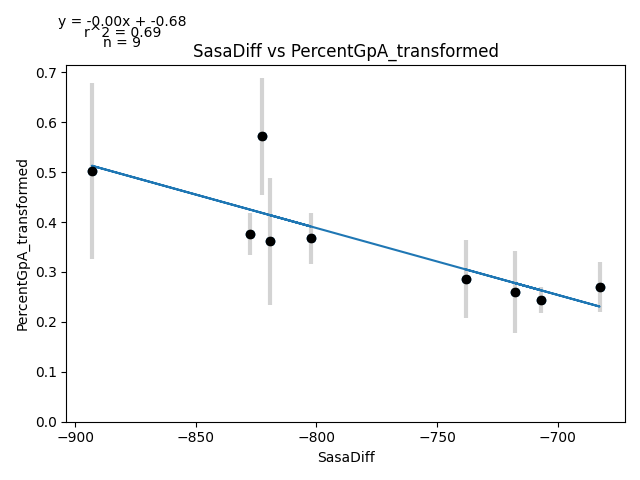 y = -0.00x + -0.68
r^2 = 0.69
n = 9
SasaDiff vs PercentGpA_transformed
0.7
0.6
0.5
0.4
0.3
0.2
0.1
0.0
PercentGpA_transformed
−900
−850
−800
−750
−700
SasaDiff